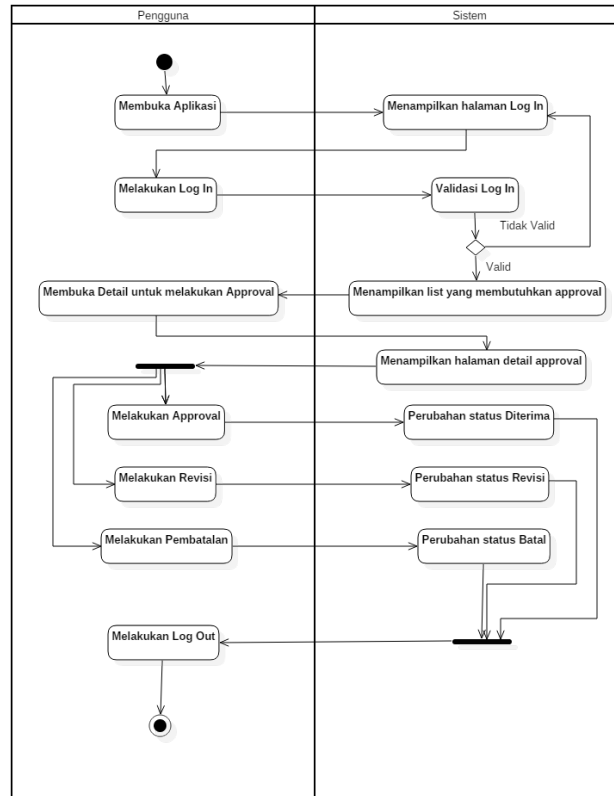 Pengguna
Sistem
Membuka Aplikasi
Menampilkan halaman Log In
Melakukan Log In
Validasi Log In
Tidak Valid
Valid
Membuka Detail untuk melakukan Approval
Menampilkan list yang membutuhkan approval
Menampilkan halaman detail approval
Melakukan Approval
Perubahan status Diterima
Melakukan Revisi
Perubahan status Revisi
Melakukan Pembatalan
Perubahan status Batal
Melakukan Log Out